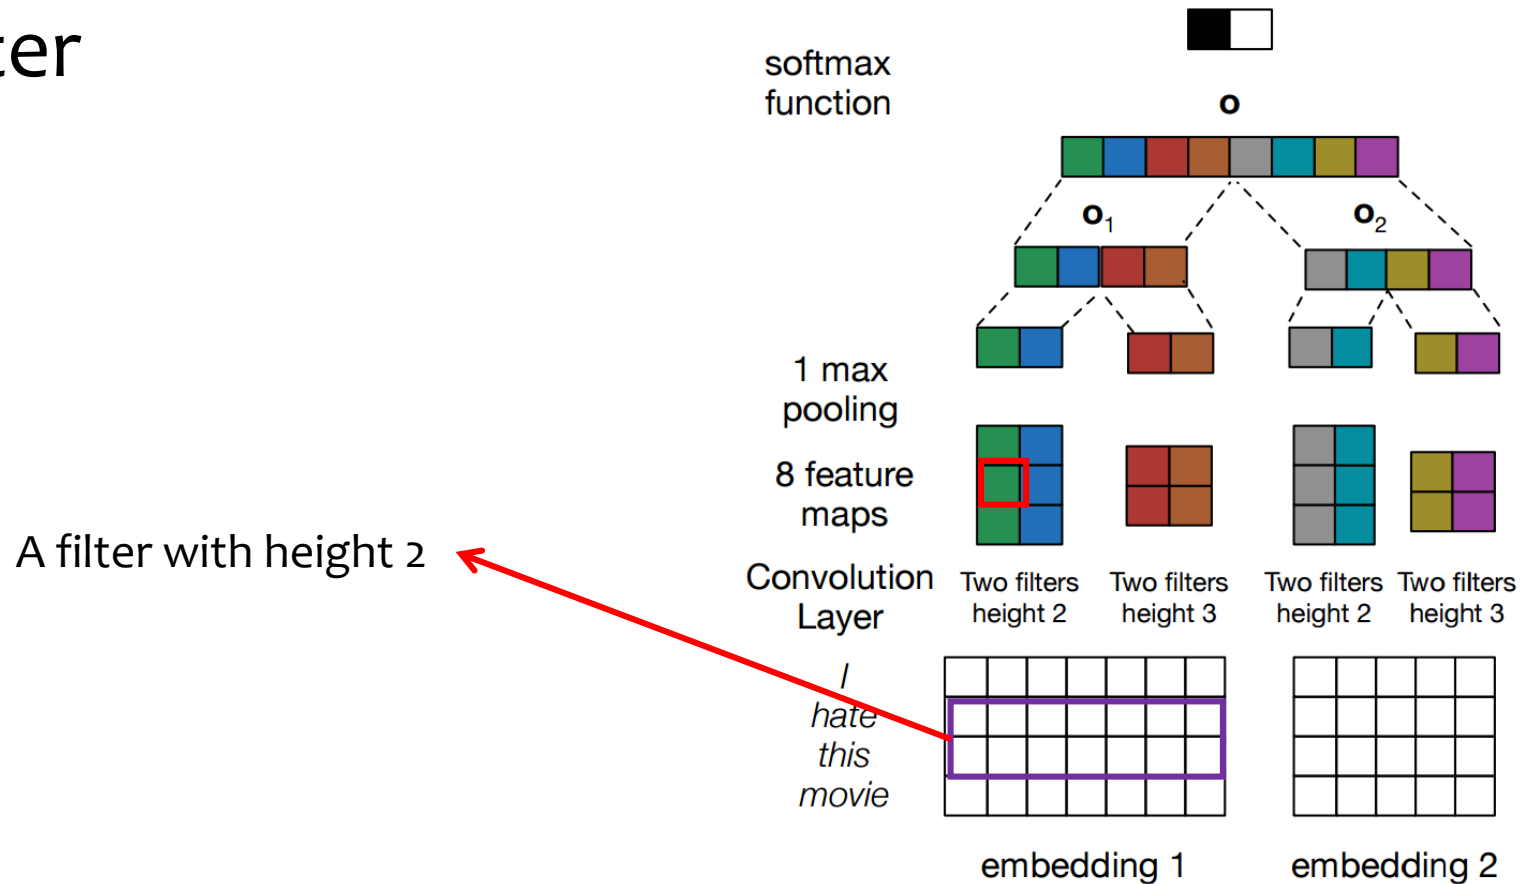 ter
softmax
function
o
o1
o2
1 max
pooling
8 feature
maps
A filter with height 2
Convolution
Layer
Two filters
height 2
Two filters
height 3
Two filters
height 2
Two filters
height 3
I
hate
this
movie
embedding 1
embedding 2